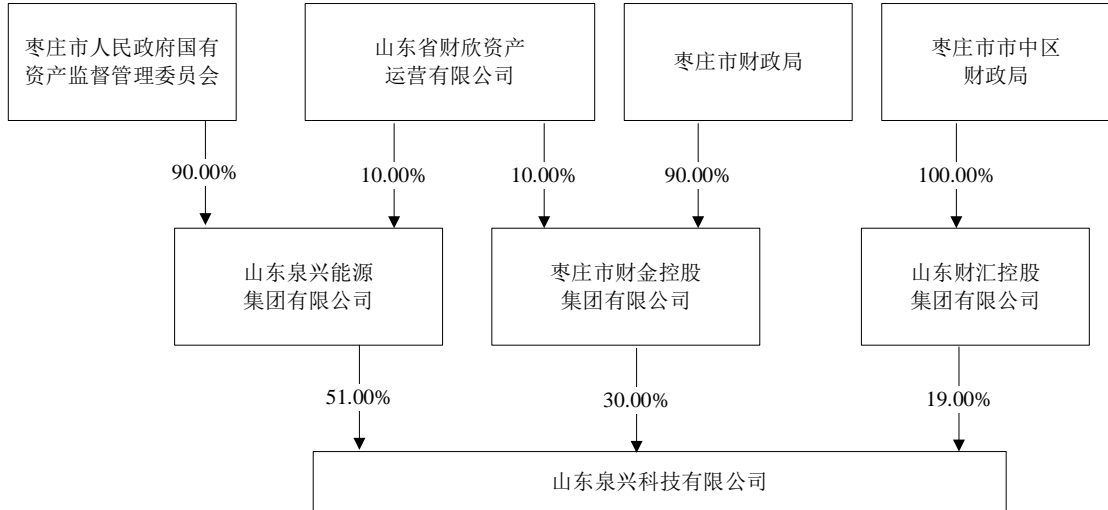 枣庄市人民政府国有
资产监督管理委员会
山东省财欣资产
运营有限公司
枣庄市财政局
枣庄市市中区
财政局
90.00%
10.00%
10.00%
90.00%
100.00%
山东泉兴能源
集团有限公司
枣庄市财金控股
集团有限公司
山东财汇控股
集团有限公司
51.00%
30.00%
19.00%
山东泉兴科技有限公司